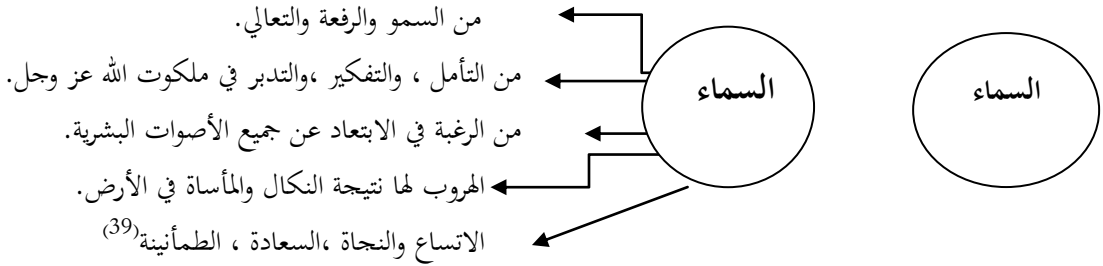 من السمو والرفعة والتعالي.
السماء
السماء
من التأمل ، والتفكير ،والتدبر في ملكوت الله عز وجل.
من الرغبة في الابتعاد عن جميع الأصوات البشرية.
الهروب لها نتيجة النكال والمأساة في الأرض.
الاتساع والنجاة ،السعادة ، الطمأنينة(39)